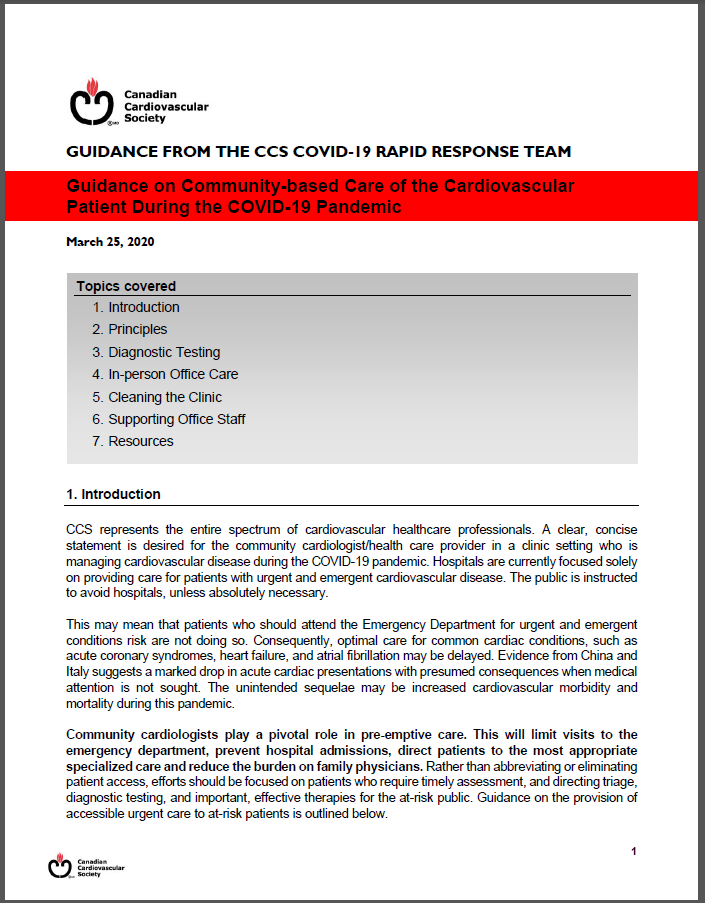 Canadian
Cardiovascular
Society
GUIDANCE FROM THE CCS COVID-19 RAPID RESPONSE TEAM
Guidance on Community-based Care of the Cardiovascular
Patient During the COVID-19 Pandemic
March 25, 2020
Topics covered
1. Introduction
2. Principles
3. Diagnostic Testing
4. In-person Office Care
5. Cleaning the Clinic
6. Supporting Office Staff
7. Resources
1. Introduction
CCS represents the entire spectrum of cardiovascular healthcare professionals. A clear, concise
statement is desired for the community cardiologist/health care provider in a clinic setting who is
managing cardiovascular disease during the COVID-19 pandemic. Hospitals are currently focused solely
on providing care for patients with urgent and emergent cardiovascular disease. The public is instructed
to avoid hospitals, unless absolutely necessary.
This may mean that patients who should attend the Emergency Department for urgent and emergent
conditions risk are not doing so. Consequently, optimal care for common cardiac conditions, such as
acute coronary syndromes, heart failure, and atrial fibrillation may be delayed. Evidence from China and
Italy suggests a marked drop in acute cardiac presentations with presumed consequences when medical
attention is not sought. The unintended sequelae may be increased cardiovascular morbidity and
mortality during this pandemic.
Community cardiologists play a pivotal role in pre-emptive care. This will limit visits to the
emergency department, prevent hospital admissions, direct patients to the most appropriate
specialized care and reduce the burden on family physicians. Rather than abbreviating or eliminating
patient access, efforts should be focused on patients who require timely assessment, and directing triage,
diagnostic testing, and important, effective therapies for the at-risk public. Guidance on the provision of
accessible urgent care to at-risk patients is outlined below.
1
Canadian
Cardiovascular
Society